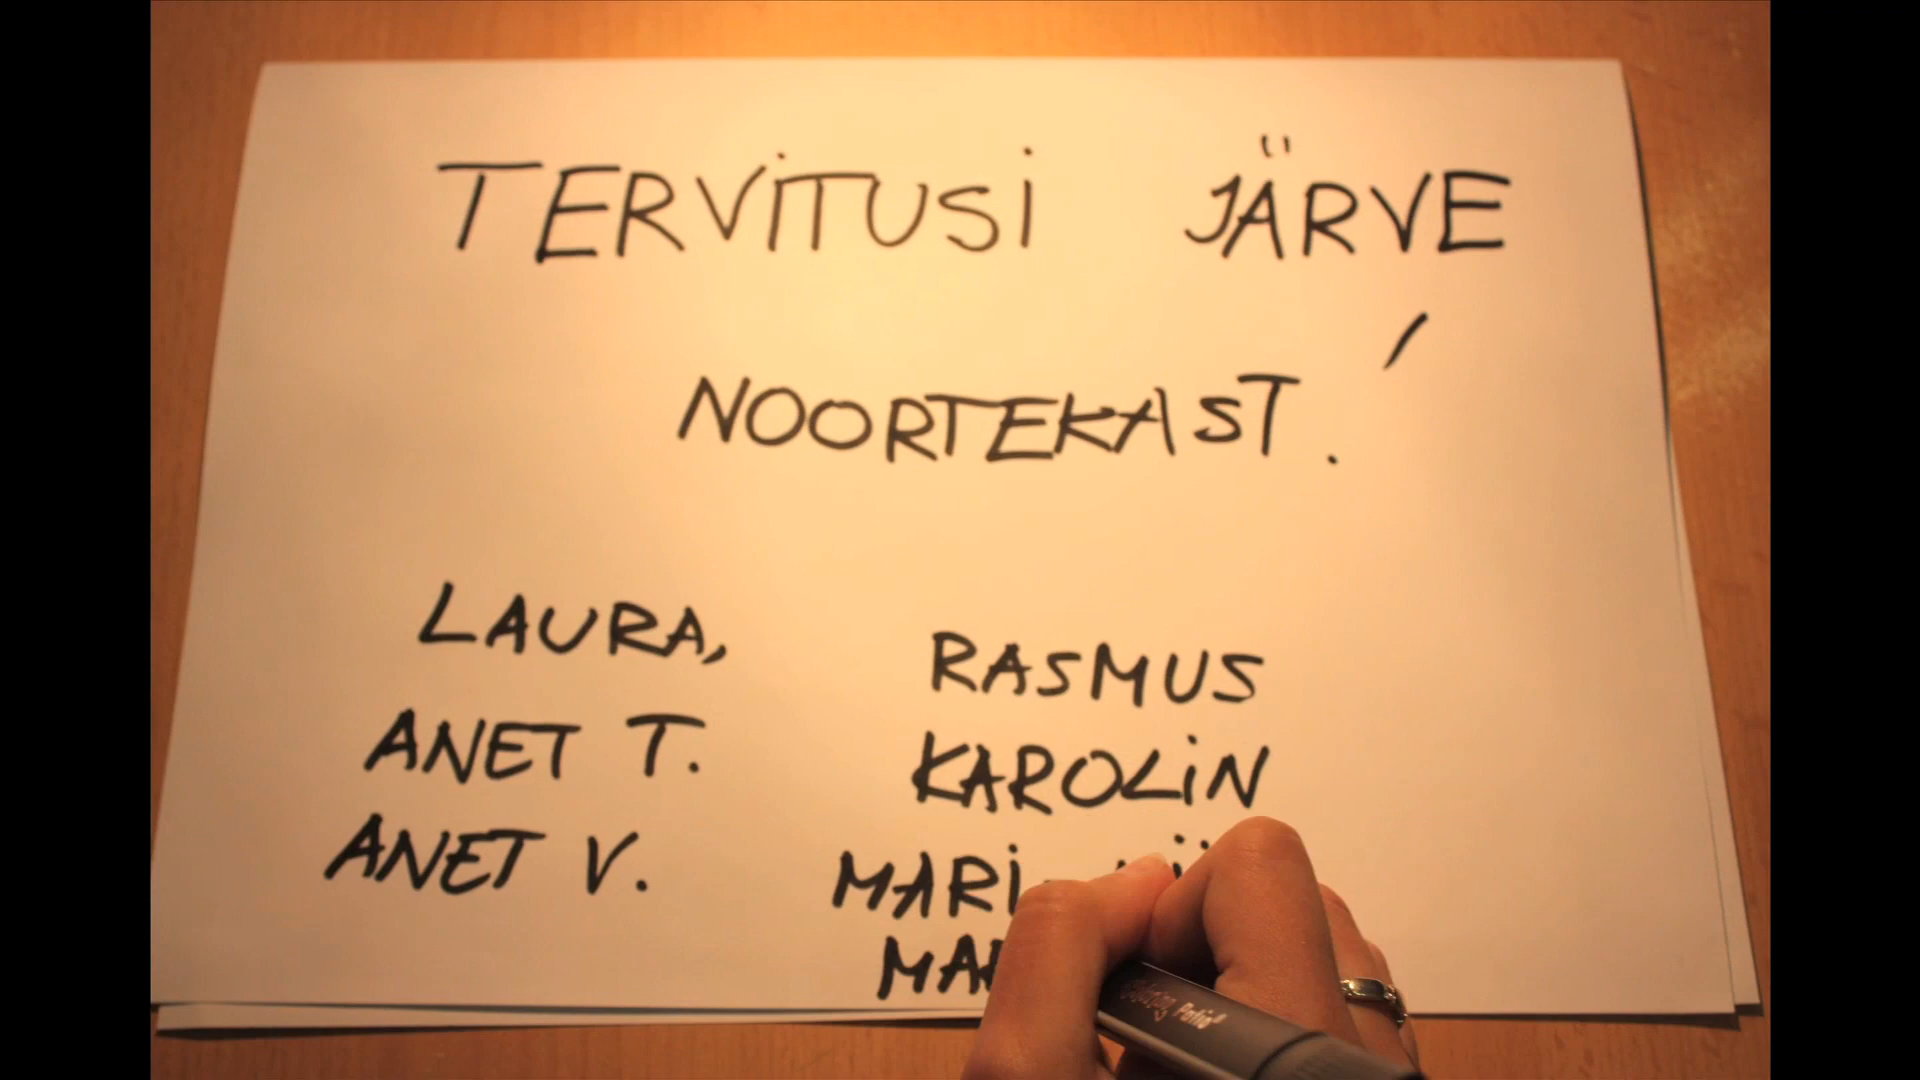 TERVITUSI JÄRVE
NOORTEKAST!
LAURA,
ANET T.
ANET V.
RASMUS
KAROLIN